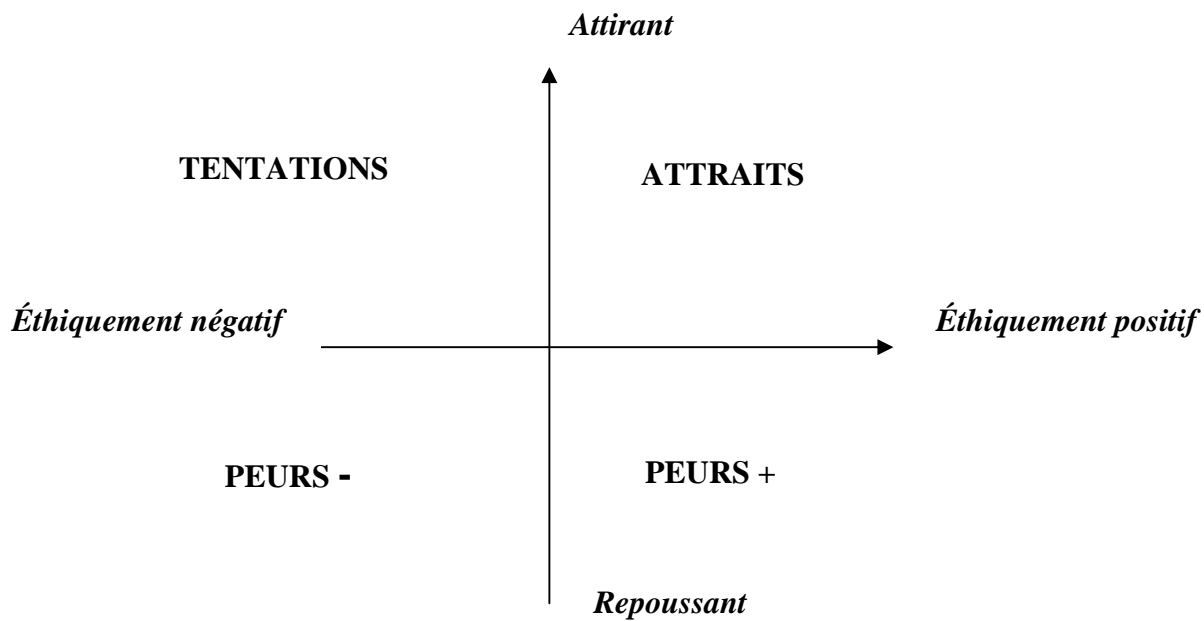 Attirant
TENTATIONS
ATTRAITS
Éthiquement négatif
Éthiquement positif
PEURS -
PEURS +
Repoussant